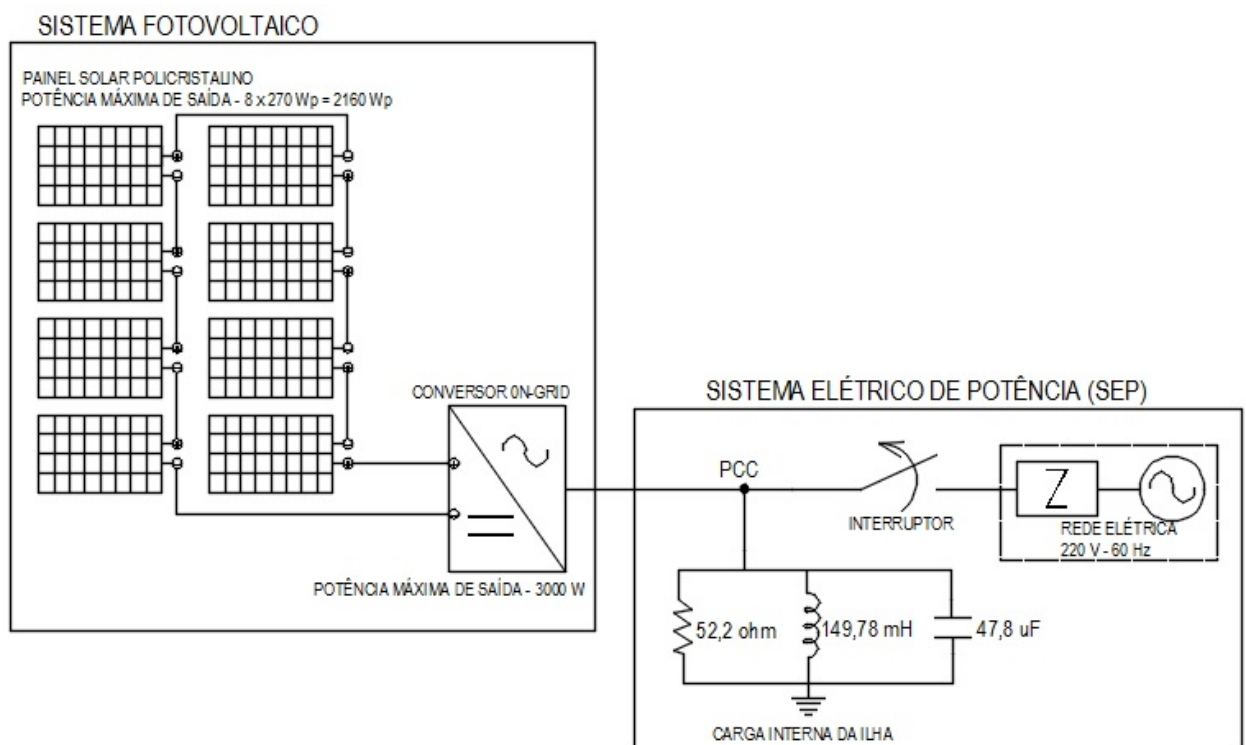 SISTEMA FOTOVOLTAICO
PAINEL SOLAR POLICRISTALINO
POTÊNCIA MÁXIMA DE SAÍDA - 8 x 270 Wp = 2160 Wp
CONVERSOR 0N-GRID
POTÊNCIA MÁXIMA DE SAÍDA - 3000 W
SISTEMA ELÉTRICO DE POTÊNCIA (SEP)
PCC
INTERRUPTOR
Z
REDE ELÉTRICA
220 V - 60 Hz
52,2 ohm
149,78 mH
47,8 uF
CARGA INTERNA DA ILHA